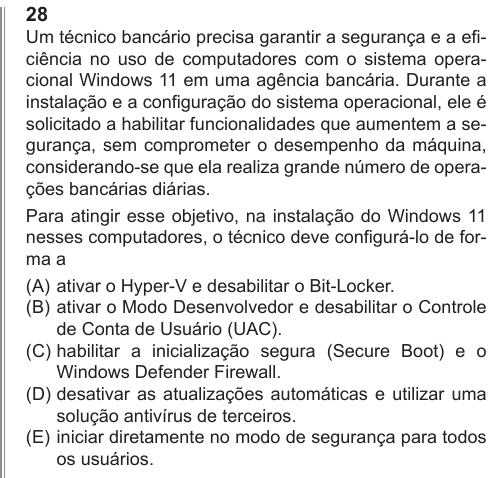 28
Um técnico bancário precisa garantir a segurança e a efi-
ciência no uso de computadores com o sistema opera-
cional Windows 11 em uma agência bancária. Durante a
instalação e a configuração do sistema operacional, ele é
solicitado a habilitar funcionalidades que aumentem a se-
gurança, sem comprometer o desempenho da máquina,
considerando-se que ela realiza grande número de opera-
ções bancárias diárias.
Para atingir esse objetivo, na instalação do Windows 11
nesses computadores, o técnico deve configurá-lo de for-
ma a
(A) ativar o Hyper-V e desabilitar o Bit-Locker.
(B) ativar o Modo Desenvolvedor e desabilitar o Controle
de Conta de Usuário (UAC).
(C) habilitar a inicialização segura (Secure Boot) e o
Windows Defender Firewall.
(D) desativar as atualizações automáticas e utilizar uma
solução antivírus de terceiros.
(E) iniciar diretamente no modo de segurança para todos
os usuários.